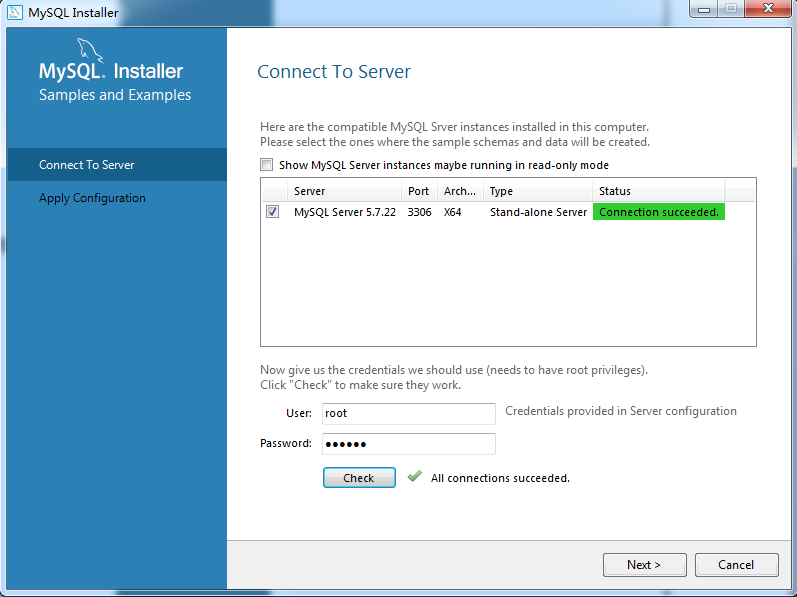 MySQL Installer
MySQL. Installer
Samples and Examples
Connect To Server
Apply Configuration
Connect To Server
Here are the compatible MySQL Srver instances installed in this computer.
Please select the ones where the sample schemas and data will be created.
Show MySQL Server instances maybe running in read-only mode
Server Port Arch... Type Status
MySQL Server 5.7.22 3306 X64 Stand-alone Server Connection succeeded.
Now give us the credentials we should use (needs to have root privileges).
Click "Check" to make sure they work.
User: root Credentials provided in Server configuration
Password: ●●●●●●
Check All connections succeeded.
Next > Cancel